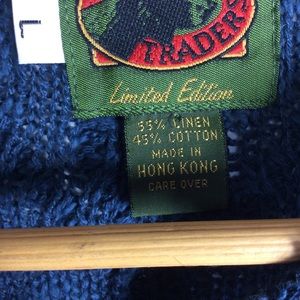 L
TRADERS
Limited Edition
55% LINEN
45% COTTON
MADE IN
HONG KONG
CARE OVER